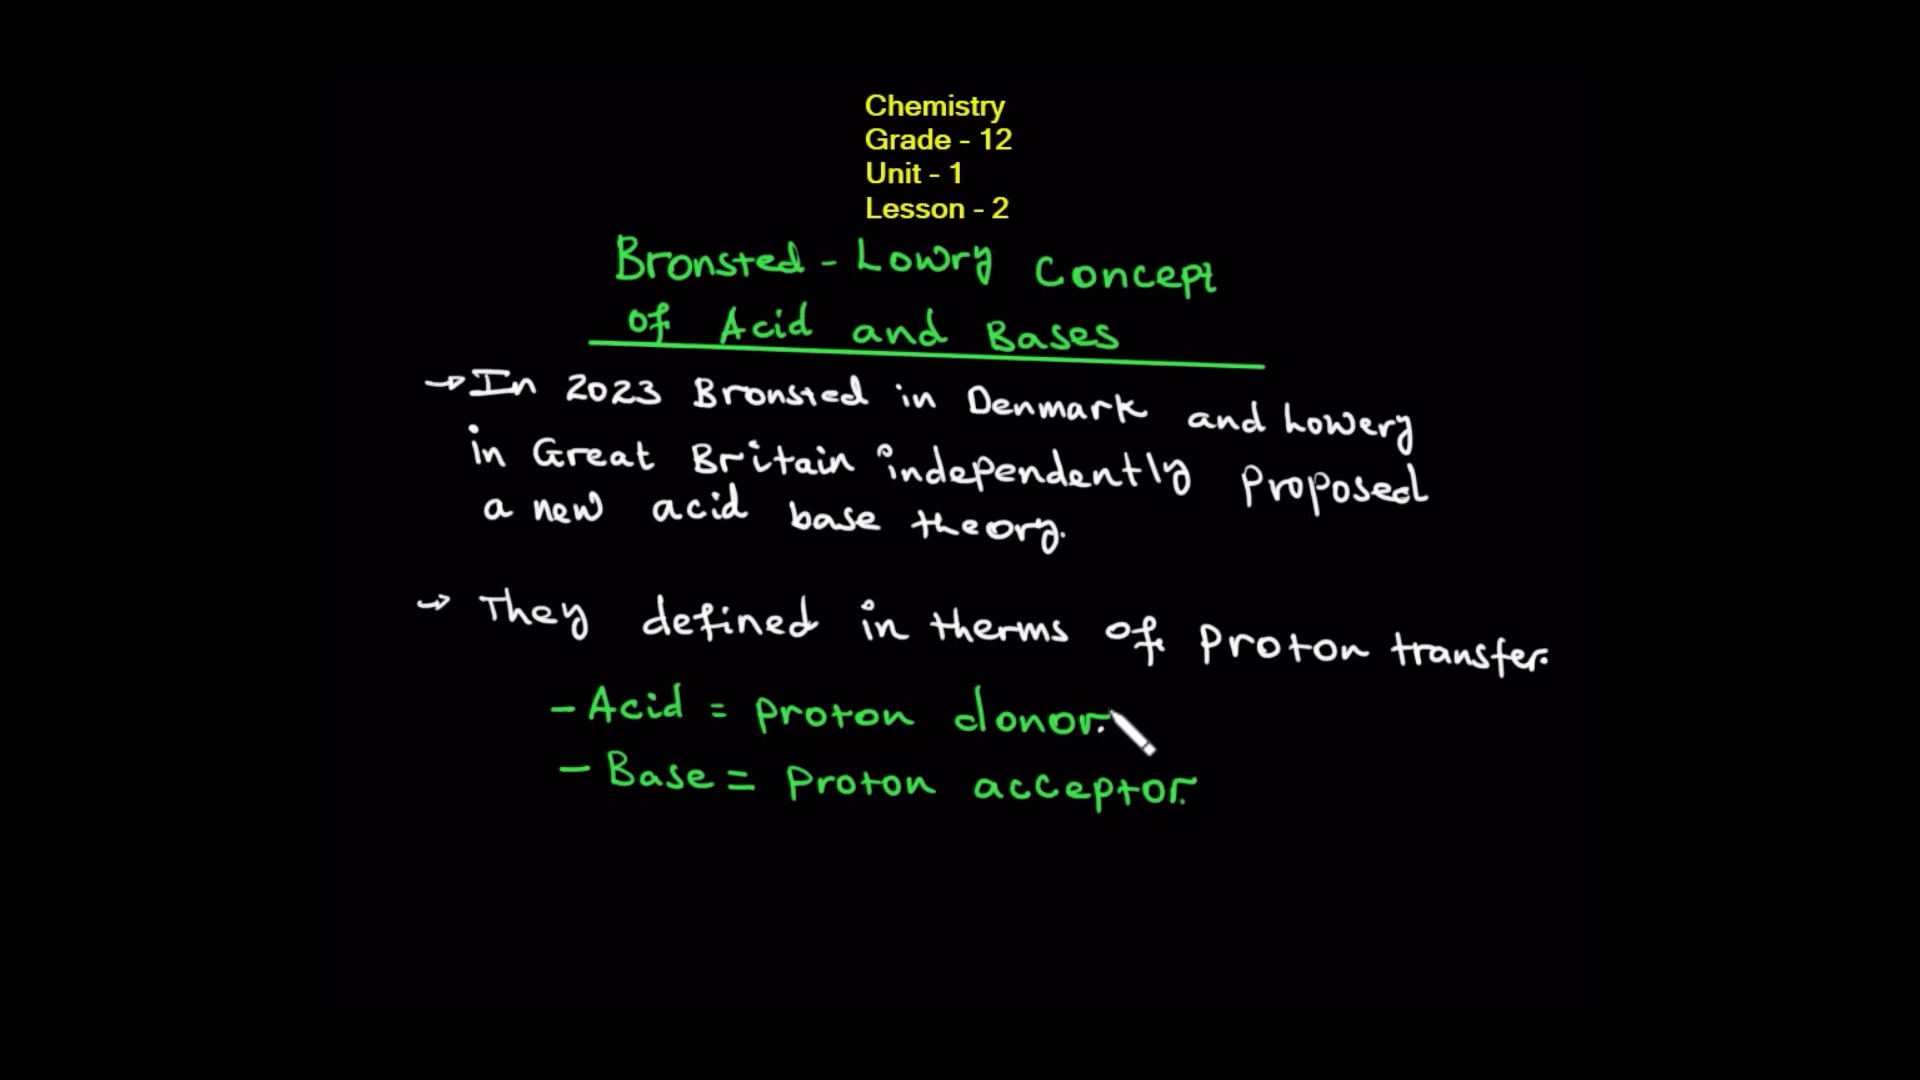 Chemistry
Grade - 12
Unit - 1
Lesson - 2
Bronsted - Lowry Concept
of Acid and Bases
→ In 2023 Bronsted in Denmark and Lowery
in Great Britain independently Proposed
a new acid base theory.
→ They defined in therms of Proton transfer.
- Acid = proton donor.
- Base = Proton acceptor.